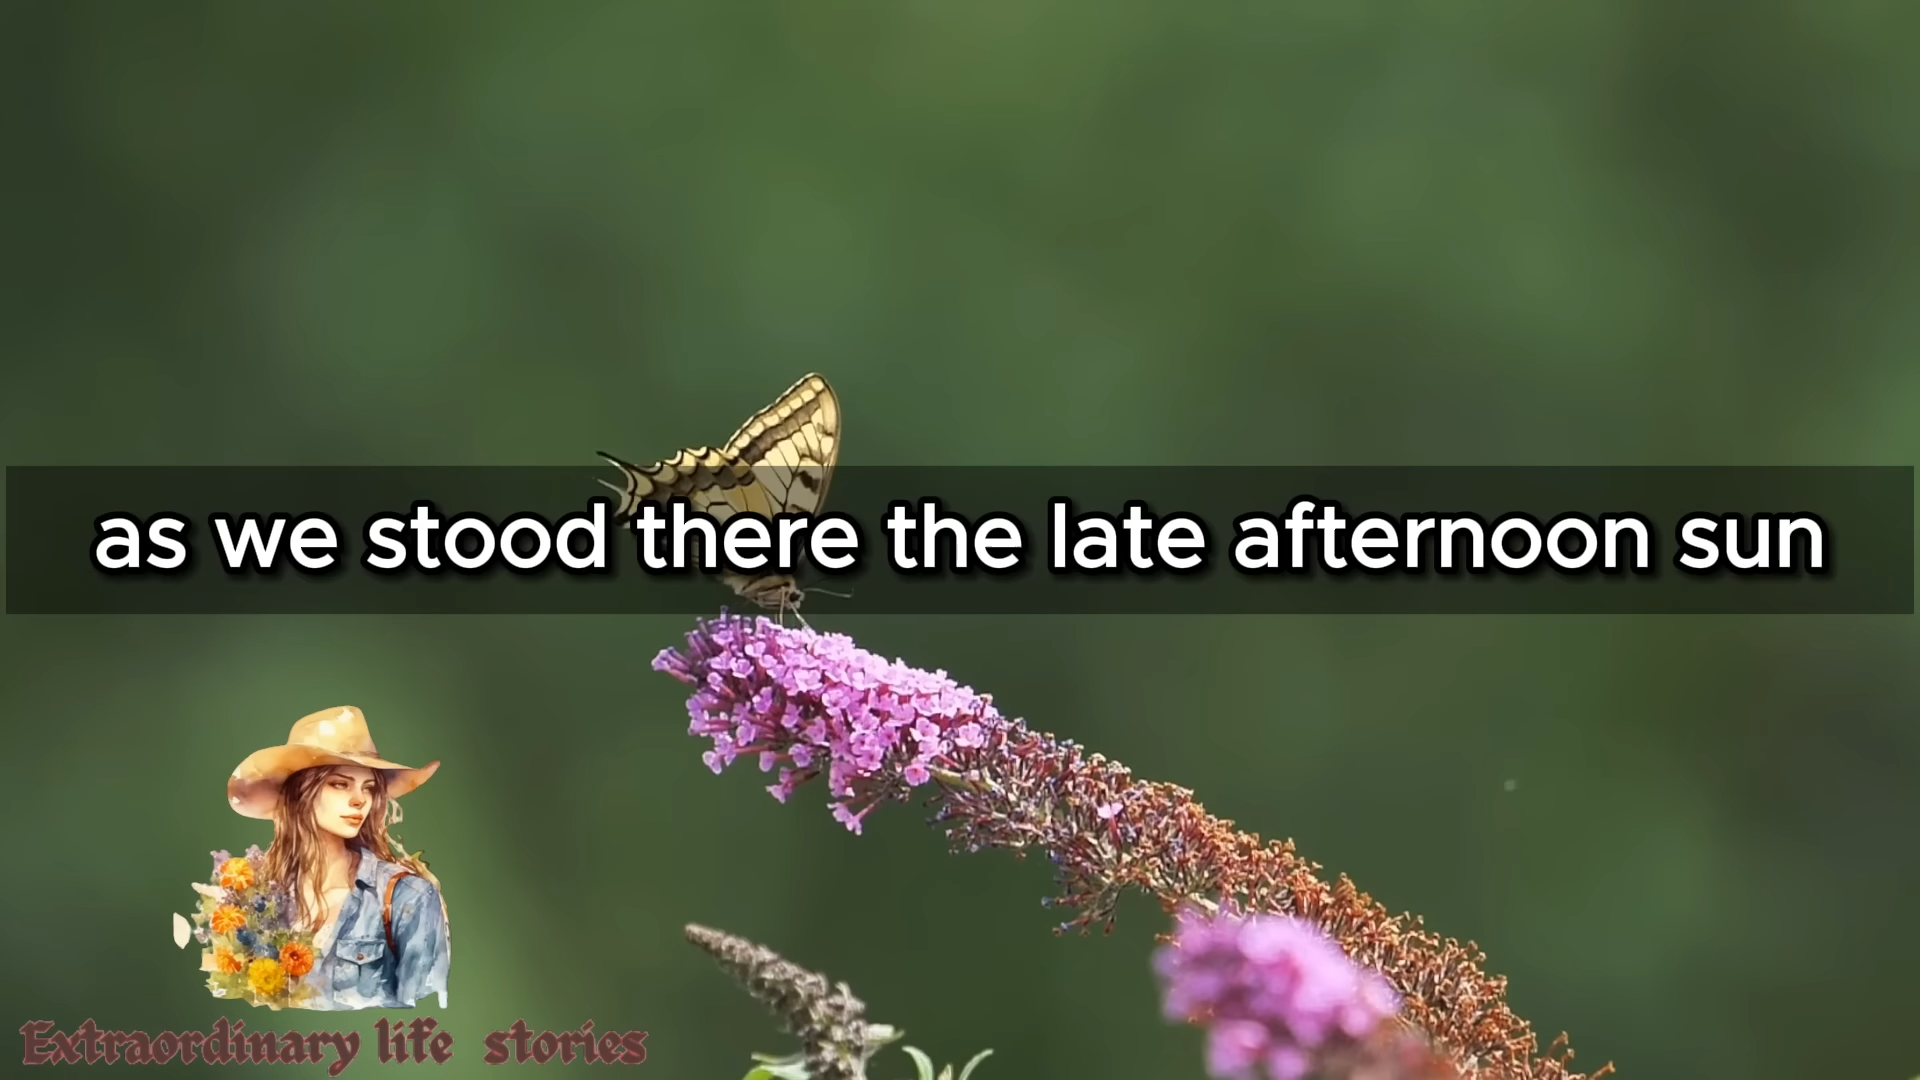 as we stood there the late afternoon sun
Extraordinary life stories